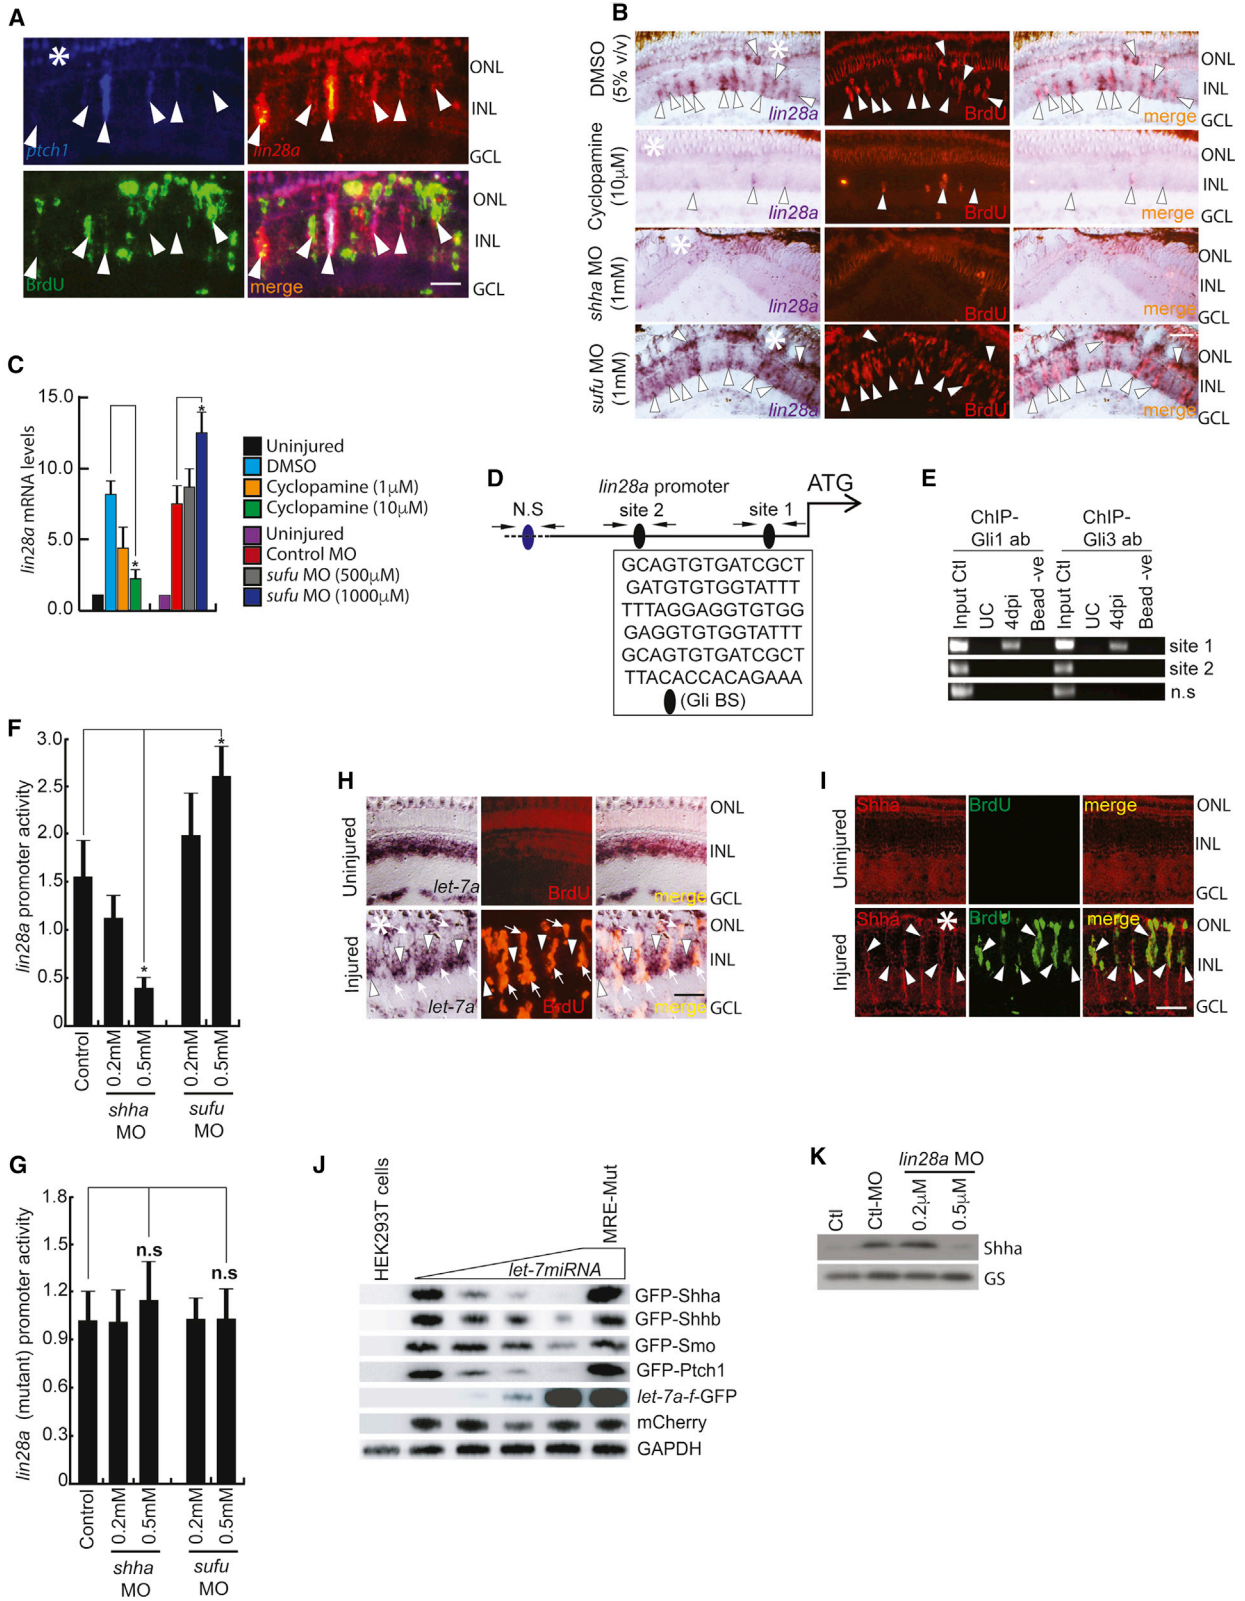 A
ptch1
lin28a
ONL
INL
GCL
BrdU
merge
ONL
INL
GCL
B
DMSO
(5% v/v)
lin28a
BrdU
merge
ONL
INL
GCL
Cyclopamine
(10μM)
lin28a
BrdU
merge
ONL
INL
GCL
shha MO
(1mM)
lin28a
BrdU
merge
ONL
INL
GCL
sufu MO
(1mM)
lin28a
BrdU
merge
ONL
INL
GCL
C
lin28a mRNA levels
15.0
10.0
5.0
0.0
*
*
Uninjured
DMSO
Cyclopamine (1μM)
Cyclopamine (10μM)
Uninjured
Control MO
sufu MO (500μM)
sufu MO (1000μM)
D
lin28a promoter
ATG
N.S
site 2
site 1
GCAGTGTGATCGCT
GATGTGTGGTATTT
TTTAGGAGGTGTGG
GAGGTGTGGTATTT
GCAGTGTGATCGCT
TTACACCACAGAAA
(Gli BS)
E
ChIP-
Gli1 ab
ChIP-
Gli3 ab
Input Ctl
UC
4dpi
Bead -ve
Input Ctl
UC
4dpi
Bead -ve
site 1
site 2
n.s
F
lin28a promoter activity
3.0
2.5
2.0
1.5
1.0
0.5
0
*
*
Control
0.2mM
0.5mM
0.2mM
0.5mM
shha
MO
sufu
MO
G
lin28a (mutant) promoter activity
1.8
1.5
1.2
0.9
0.6
0.3
0
n.s
n.s
Control
0.2mM
0.5mM
0.2mM
0.5mM
shha
MO
sufu
MO
H
Uninjured
let-7a
BrdU
merge
ONL
INL
GCL
Injured
let-7a
BrdU
merge
ONL
INL
GCL
I
Uninjured
Shha
BrdU
merge
ONL
INL
GCL
Injured
Shha
BrdU
merge
ONL
INL
GCL
J
HEK293T cells
MRE-Mut
let-7miRNA
GFP-Shha
GFP-Shhb
GFP-Smo
GFP-Ptch1
let-7a-f-GFP
mCherry
GAPDH
K
lin28a MO
Ctl
Ctl-MO
0.2μM
0.5μM
Shha
GS